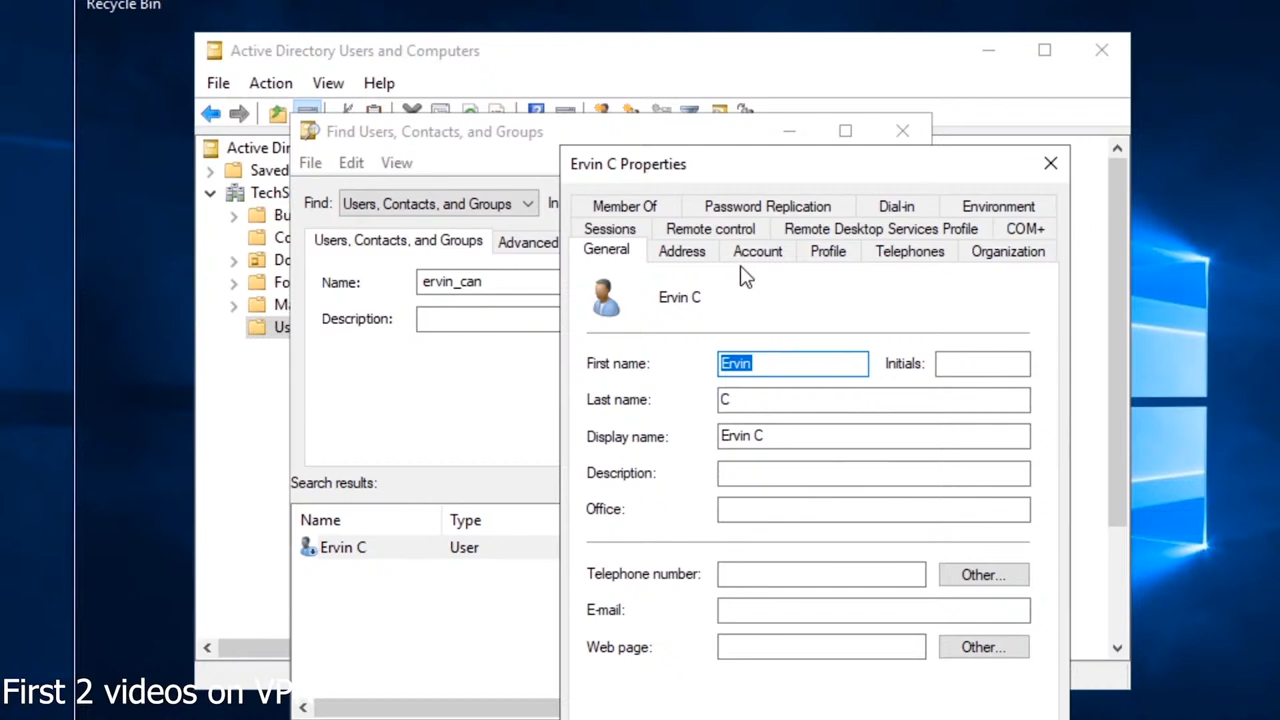 Recycle Bin
Active Directory Users and Computers
File Action View Help
Find Users, Contacts, and Groups
File Edit View
Active Dir
Saved
TechS
Bu
Co
Do
Fo
Ma
Us
Find: Users, Contacts, and Groups In
Users, Contacts, and Groups Advanced
Name: ervin_can
Description:
Search results:
Name Type
Ervin C User
Ervin C Properties
Member Of Password Replication Dial-in Environment
Sessions Remote control Remote Desktop Services Profile COM+
General Address Account Profile Telephones Organization
Ervin C
First name: Ervin Initials:
Last name: C
Display name: Ervin C
Description:
Office:
Telephone number: Other...
E-mail:
Web page: Other...
First 2 videos on VP